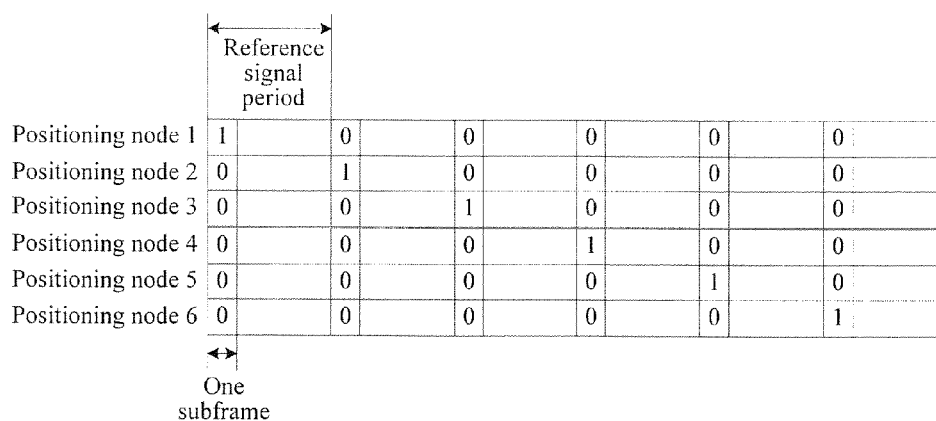 Reference
signal
period
Positioning node 1 1 0 0 0 0 0
Positioning node 2 0 1 0 0 0 0
Positioning node 3 0 0 1 0 0 0
Positioning node 4 0 0 0 1 0 0
Positioning node 5 0 0 0 0 1 0
Positioning node 6 0 0 0 0 0 1
One
subframe